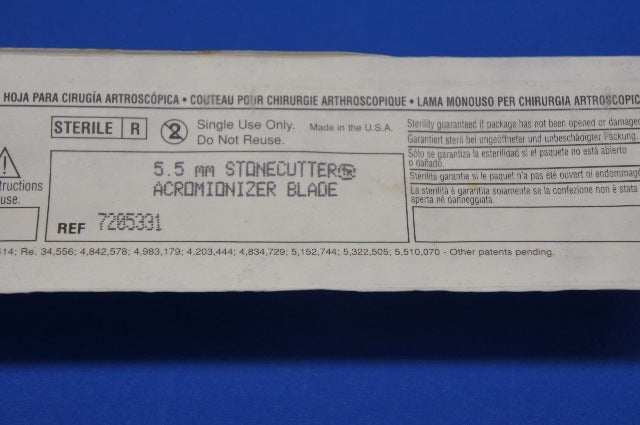 HOJA PARA CIRUGÍA ARTROSCÓPICA • COUTEAU POUR CHIRURGIE ARTHROSCOPIQUE • LAMA MONOUSO PER CHIRURGIA ARTROSCOPIC
STERILE R
2
Single Use Only.
Do Not Reuse.
Made in the U.S.A.
Sterility guaranteed if package has not been opened or damaged
Garantiert steril bei ungeöffneter und unbeschädigter Packung.
Sólo se garantiza la esterilidad si el paquete no está abierto
o dañado.
Stérilité garantie si le paquet n'a pas été ouvert ni endommagé
La sterilità è garantita solamente se la confezione non è stata
aperta nè danneggiata.
structions
use.
5.5 mm STONECUTTER
ACROMIONIZER BLADE
REF 7205331
14; Re. 34,556; 4,842,578; 4,983,179; 4,203,444; 4,834,729; 5,152,744; 5,322,505; 5,510,070 - Other patents pending.